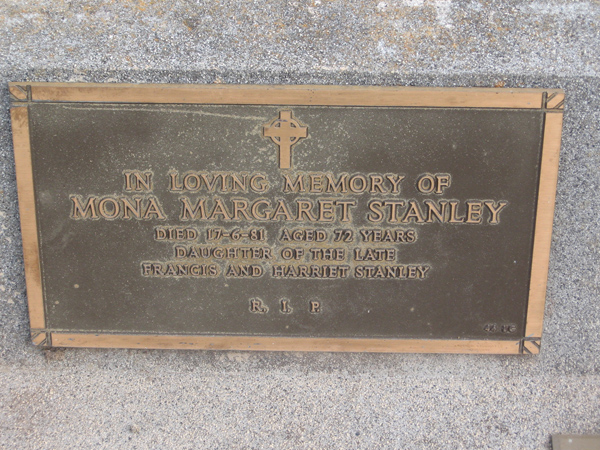 IN LOVING MEMORY OF
MONA MARGARET STANLEY
DIED 17-6-81 AGED 72 YEARS
DAUGHTER OF THE LATE
FRANCIS AND HARRIET STANLEY
R. I. P.